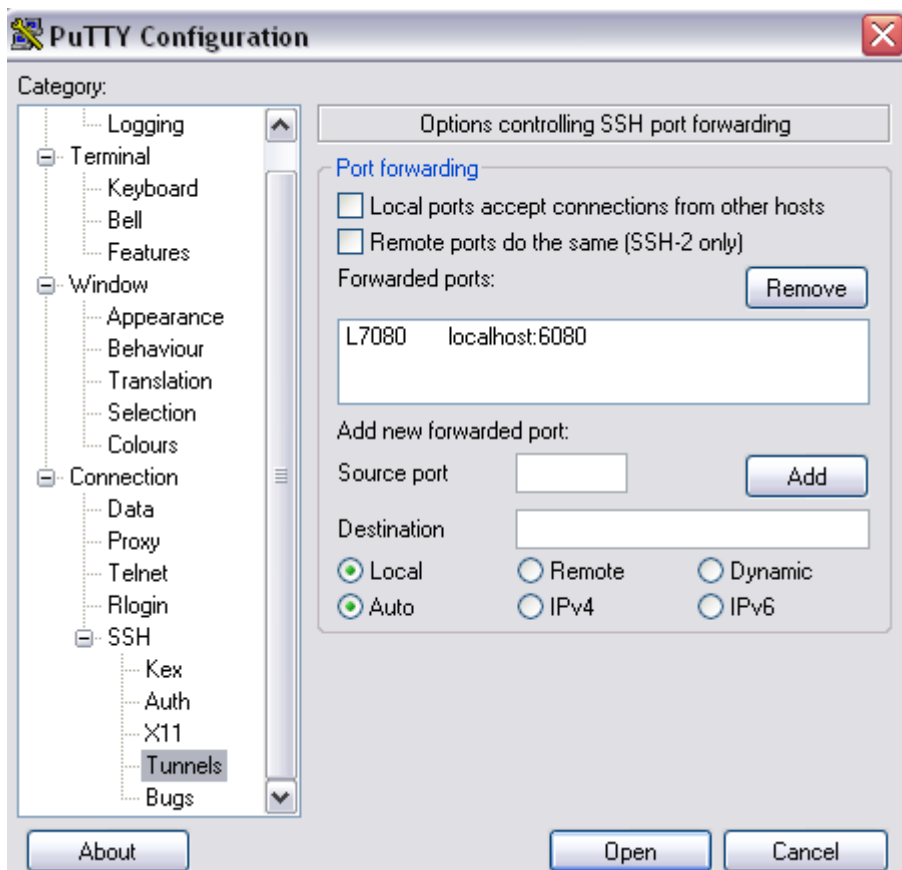 PuTTY Configuration
Category:
Logging
Terminal
Keyboard
Bell
Features
Window
Appearance
Behaviour
Translation
Selection
Colours
Connection
Data
Proxy
Telnet
Rlogin
SSH
Kex
Auth
X11
Tunnels
Bugs
Options controlling SSH port forwarding
Port forwarding
Local ports accept connections from other hosts
Remote ports do the same (SSH-2 only)
Forwarded ports:
Remove
L7080 localhost:6080
Add new forwarded port:
Source port
Add
Destination
Local Remote Dynamic
Auto IPv4 IPv6
About Open Cancel